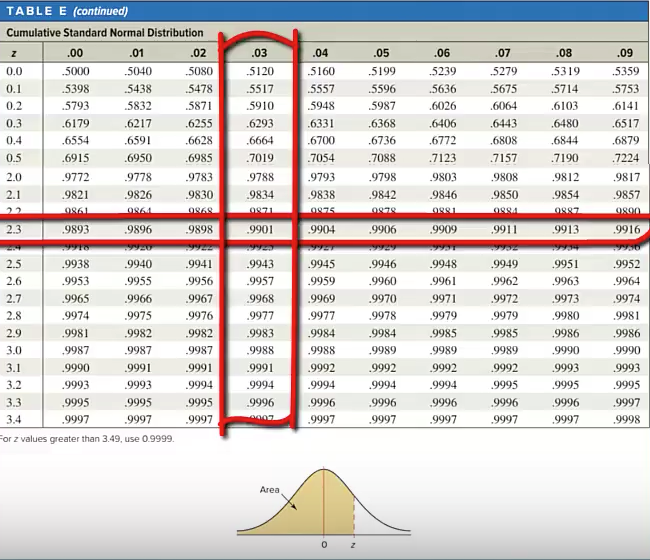 TABLE E (continued)
Cumulative Standard Normal Distribution
z .00 .01 .02 .03 .04 .05 .06 .07 .08 .09
0.0 .5000 .5040 .5080 .5120 .5160 .5199 .5239 .5279 .5319 .5359
0.1 .5398 .5438 .5478 .5517 .5557 .5596 .5636 .5675 .5714 .5753
0.2 .5793 .5832 .5871 .5910 .5948 .5987 .6026 .6064 .6103 .6141
0.3 .6179 .6217 .6255 .6293 .6331 .6368 .6406 .6443 .6480 .6517
0.4 .6554 .6591 .6628 .6664 .6700 .6736 .6772 .6808 .6844 .6879
0.5 .6915 .6950 .6985 .7019 .7054 .7088 .7123 .7157 .7190 .7224
2.0 .9772 .9778 .9783 .9788 .9793 .9798 .9803 .9808 .9812 .9817
2.1 .9821 .9826 .9830 .9834 .9838 .9842 .9846 .9850 .9854 .9857
2.2 .9861 .9864 .9868 .9871 .9875 .9878 .9881 .9884 .9887 .9890
2.3 .9893 .9896 .9898 .9901 .9904 .9906 .9909 .9911 .9913 .9916
2.4 .9918 .9920 .9922 .9925 .9927 .9929 .9931 .9932 .9934 .9936
2.5 .9938 .9940 .9941 .9943 .9945 .9946 .9948 .9949 .9951 .9952
2.6 .9953 .9955 .9956 .9957 .9959 .9960 .9961 .9962 .9963 .9964
2.7 .9965 .9966 .9967 .9968 .9969 .9970 .9971 .9972 .9973 .9974
2.8 .9974 .9975 .9976 .9977 .9977 .9978 .9979 .9979 .9980 .9981
2.9 .9981 .9982 .9982 .9983 .9984 .9984 .9985 .9985 .9986 .9986
3.0 .9987 .9987 .9987 .9988 .9988 .9989 .9989 .9989 .9990 .9990
3.1 .9990 .9991 .9991 .9991 .9992 .9992 .9992 .9992 .9993 .9993
3.2 .9993 .9993 .9994 .9994 .9994 .9994 .9994 .9995 .9995 .9995
3.3 .9995 .9995 .9995 .9996 .9996 .9996 .9996 .9996 .9996 .9997
3.4 .9997 .9997 .9997 .9997 .9997 .9997 .9997 .9997 .9997 .9998
For z values greater than 3.49, use 0.9999.
Area
0 z